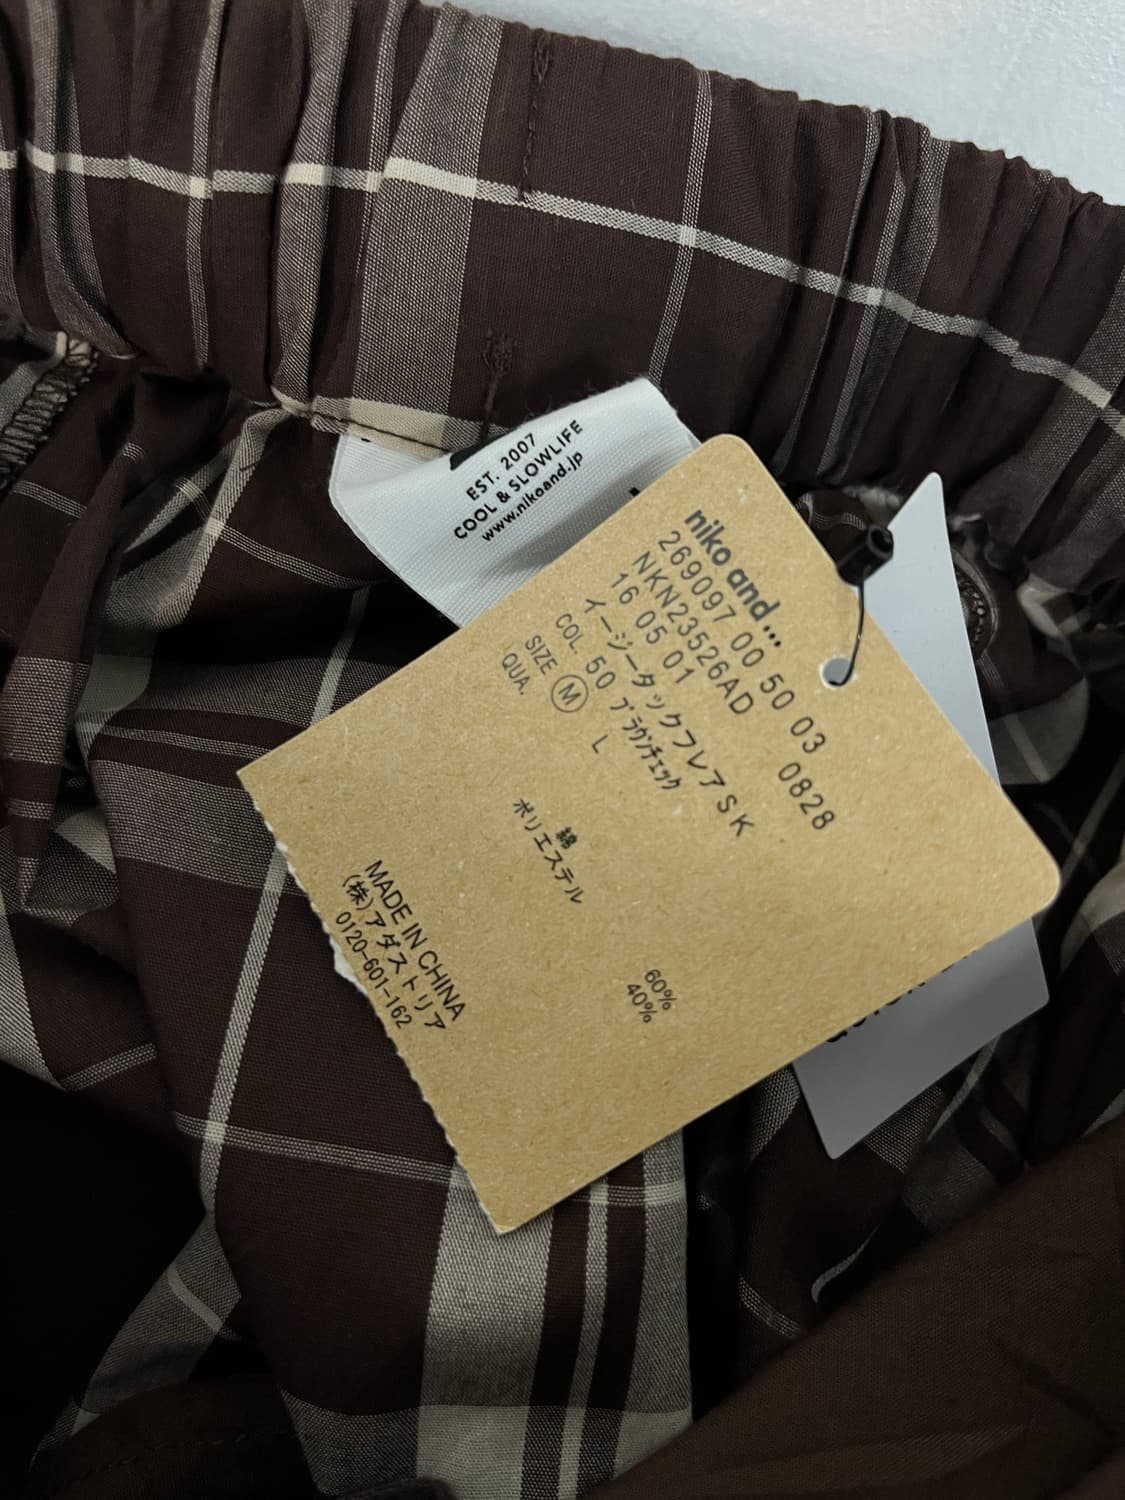 EST. 2007
COOL & SLOWLIFE
www.nikoand.jp
niko and ...
269097 00 50 03 0828
NKN23526AD
16 05 01
イージータックフレアSK
COL. 50 ブラウンチェック
SIZE M L
QUA.
綿 60%
ポリエステル 40%
MADE IN CHINA
(株)アダストリア
0120-601-162